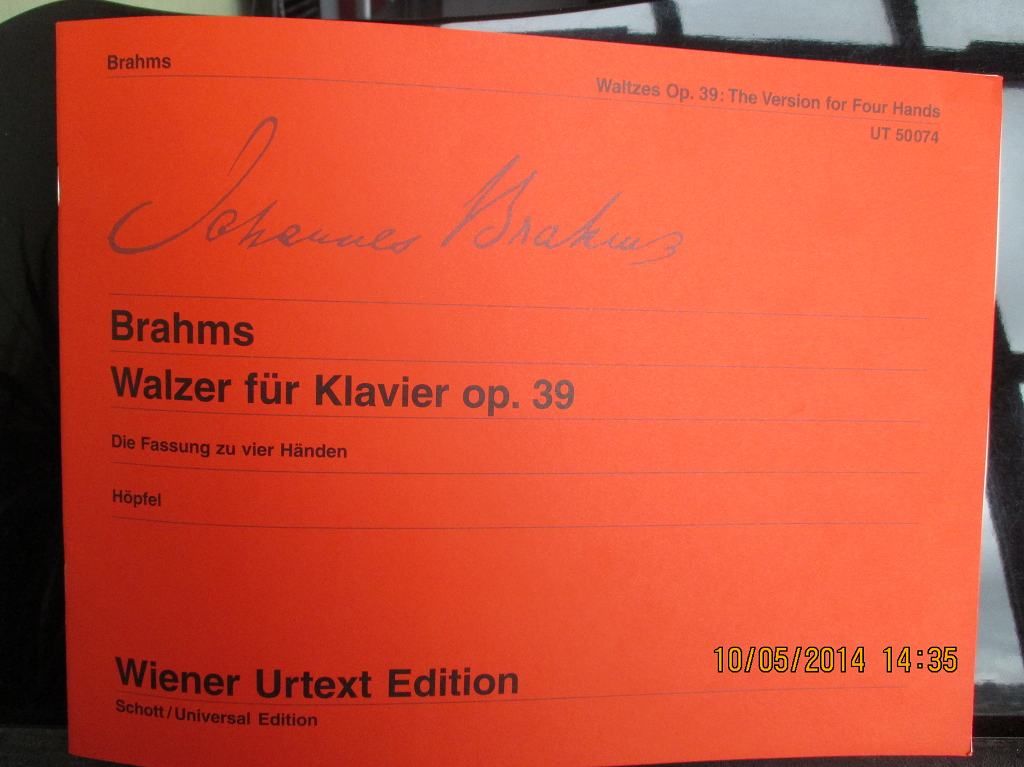 Brahms
Waltzes Op. 39: The Version for Four Hands
UT 50074
Johannes Brahms
Brahms
Walzer für Klavier op. 39
Die Fassung zu vier Händen
Höpfel
Wiener Urtext Edition
Schott/Universal Edition
10/05/2014 14:35